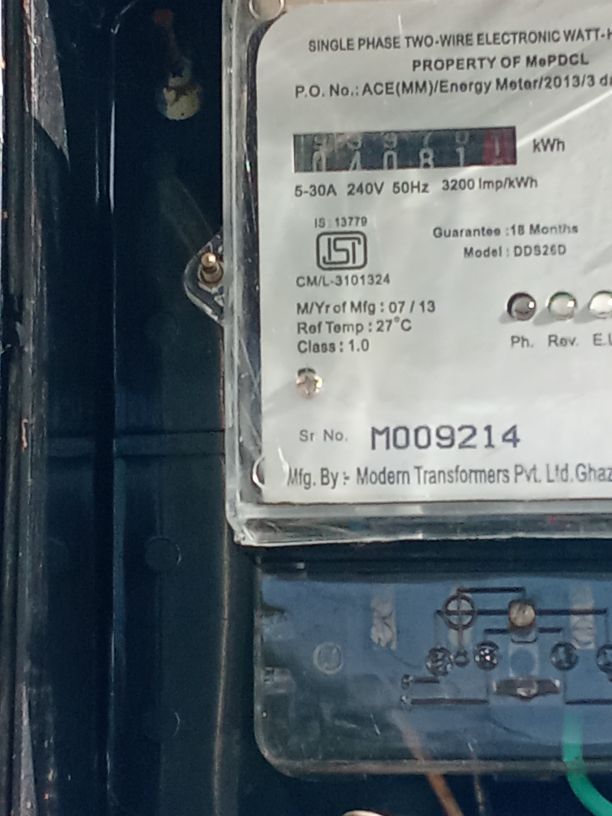 SINGLE PHASE TWO-WIRE ELECTRONIC WATT-H
PROPERTY OF MePDCL
P.O. No.: ACE(MM)/Energy Meter/2013/3 d
kWh
5-30A 240V 50Hz 3200 Imp/kWh
IS : 13779
Guarantee :18 Months
Model : DDS26D
ISI
CM/L-3101324
M/Yr of Mfg : 07 / 13
Ref Temp : 27°C
Class : 1.0
Ph. Rev. E.L
Sr No. M009214
Mfg. By :- Modern Transformers Pvt. Ltd. Ghaz